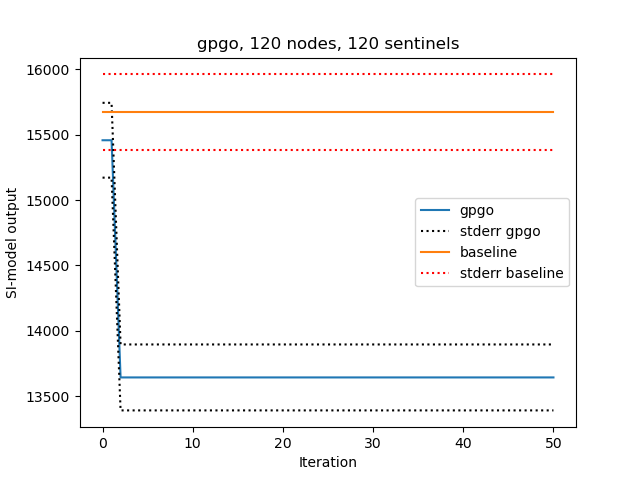 gpgo, 120 nodes, 120 sentinels
16000
15500
15000
14500
14000
13500
SI-model output
gpgo
stderr gpgo
baseline
stderr baseline
0 10 20 30 40 50
Iteration